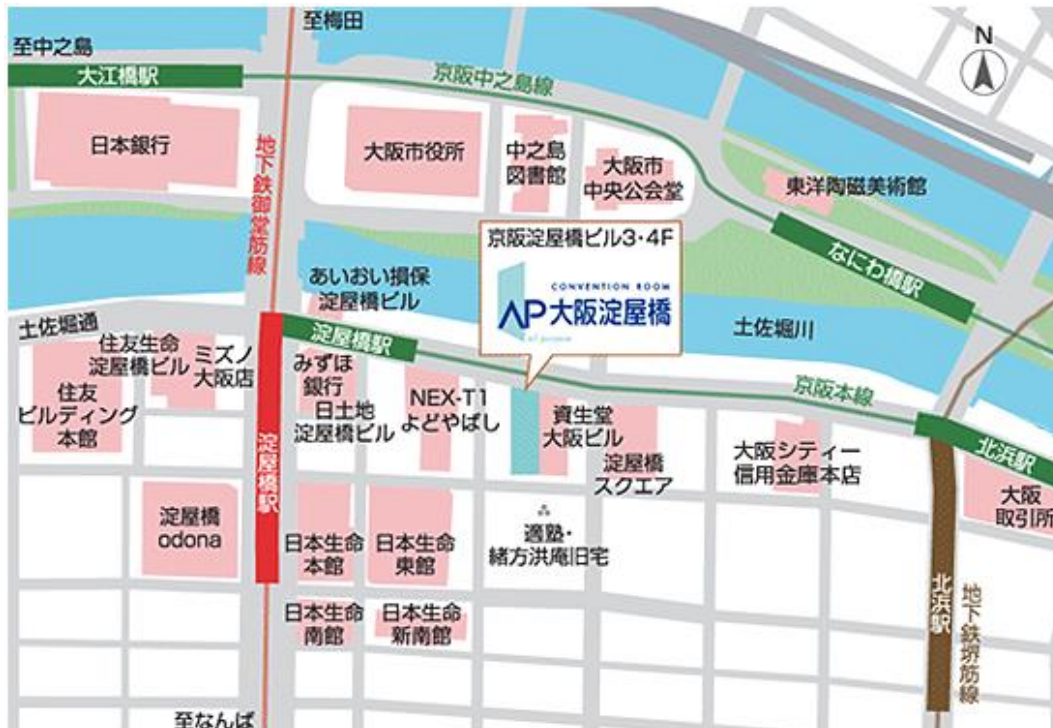 至梅田
至中之島
N
大江橋駅
京阪中之島線
日本銀行
地下鉄御堂筋線
大阪市役所
中之島
図書館
大阪市
中央公会堂
東洋陶磁美術館
京阪淀屋橋ビル3・4F
CONVENTION ROOM
AP大阪淀屋橋
なにわ橋駅
あいおい損保
淀屋橋ビル
土佐堀通
淀屋橋駅
土佐堀川
住友生命
淀屋橋ビル
ミズノ
大阪店
みずほ
銀行
京阪本線
住友
ビルディング
本館
日土地
淀屋橋ビル
NEX-T1
よどやばし
資生堂
大阪ビル
淀屋橋
スクエア
大阪シティー
信用金庫本店
北浜駅
淀屋橋駅
大阪
取引所
淀屋橋
odona
適塾・
緒方洪庵旧宅
日本生命
本館
日本生命
東館
北浜駅
地下鉄堺筋線
日本生命
南館
日本生命
新南館
至なんば